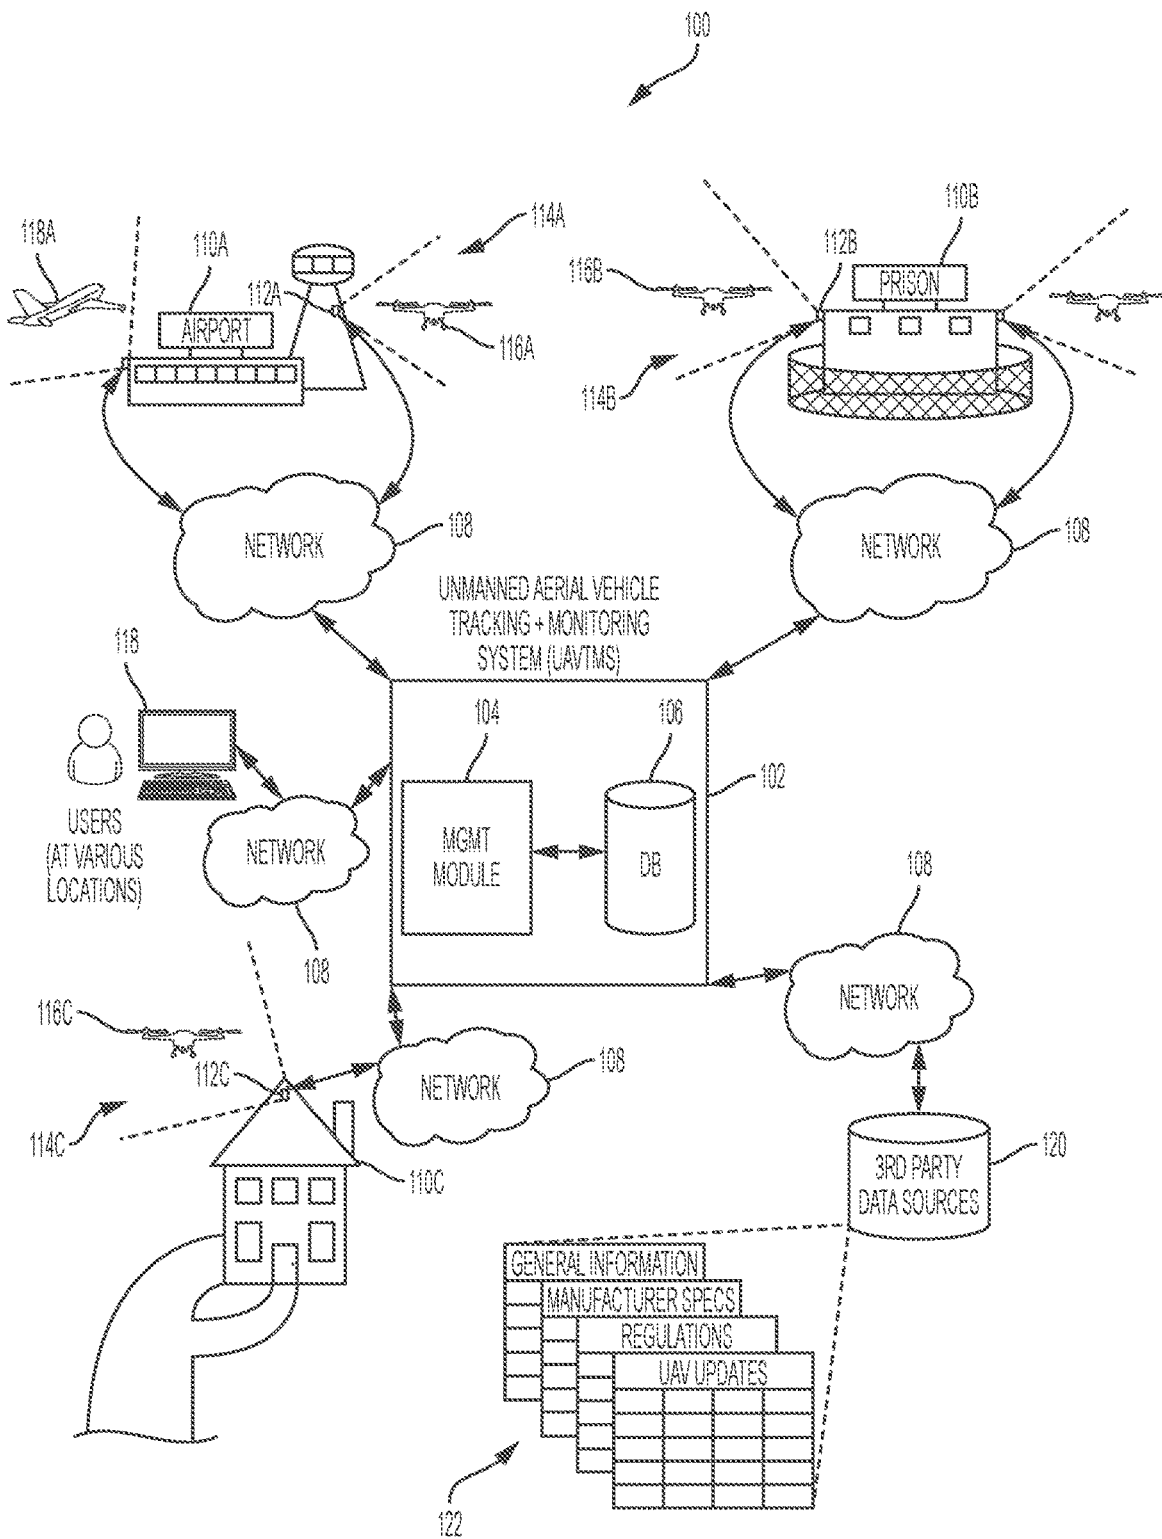 100
118A
110A
112A
114A
116A
AIRPORT
110B
112B
116B
PRISON
114B
NETWORK
108
NETWORK
108
UNMANNED AERIAL VEHICLE
TRACKING + MONITORING
SYSTEM (UAVTMS)
118
USERS
(AT VARIOUS
LOCATIONS)
NETWORK
108
104
MGMT
MODULE
106
DB
102
108
NETWORK
116C
112C
114C
110C
NETWORK
108
3RD PARTY
DATA SOURCES
120
GENERAL INFORMATION
MANUFACTURER SPECS
REGULATIONS
UAV UPDATES
122